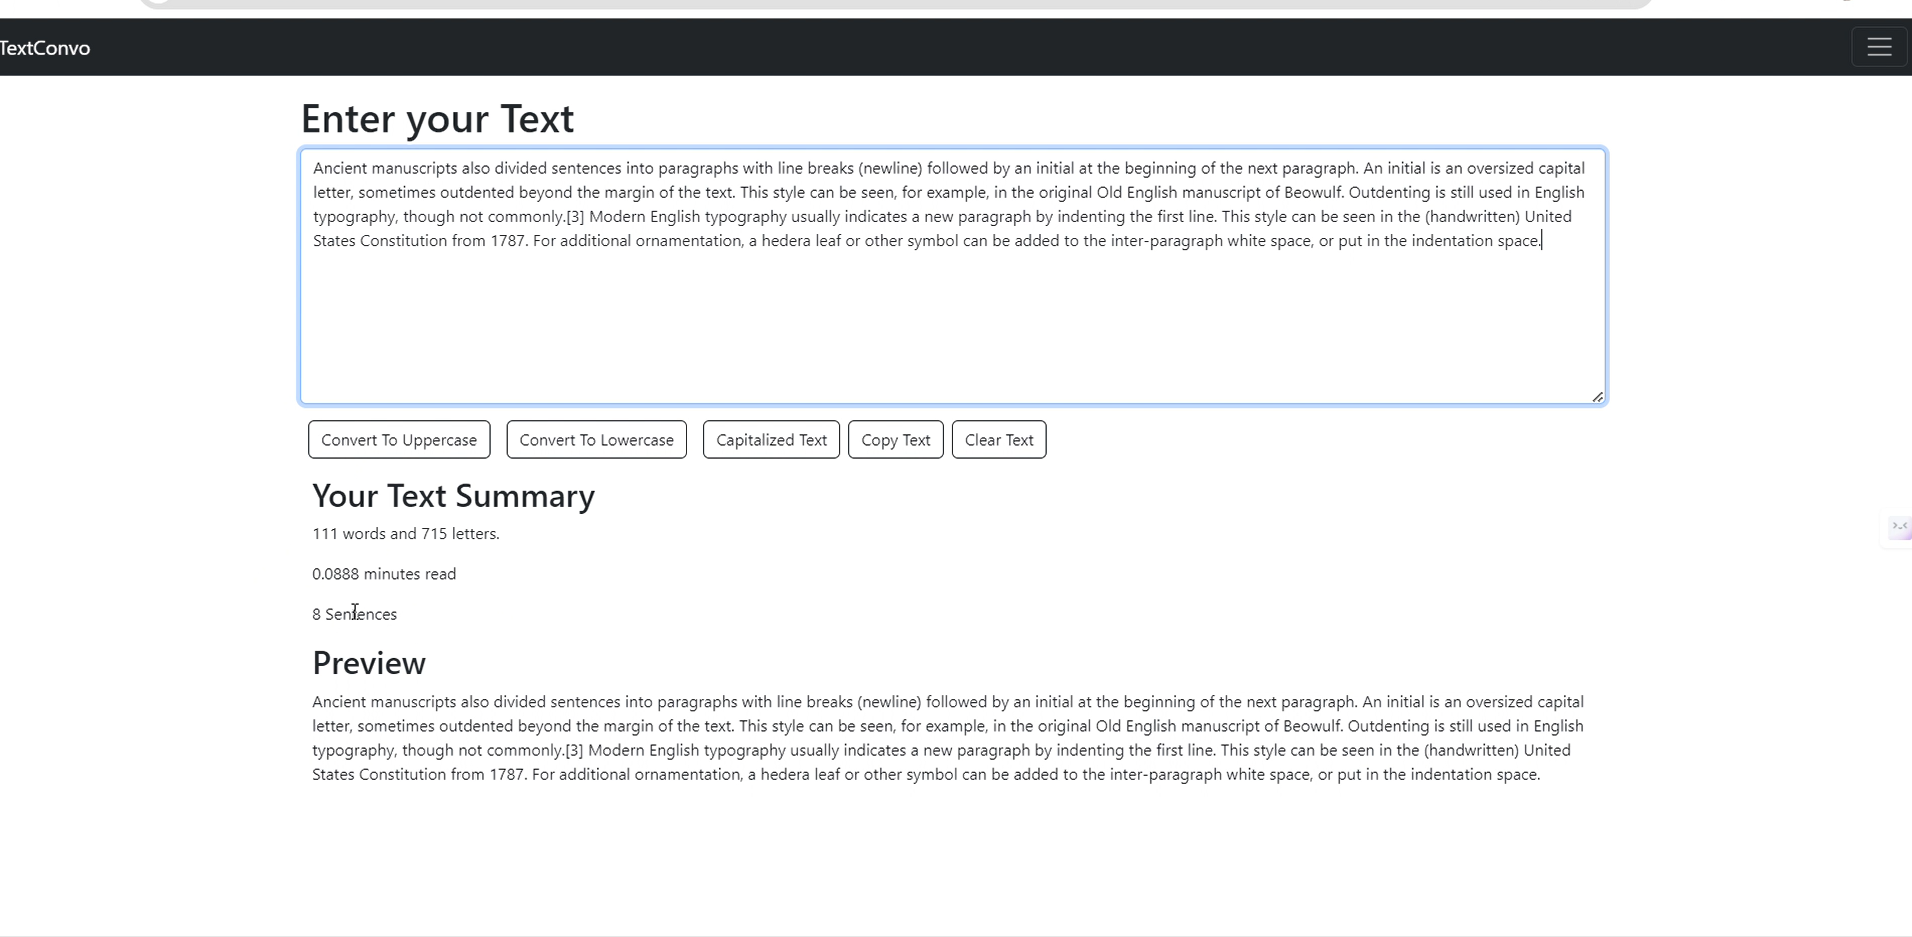 TextConvo
Enter your Text
Ancient manuscripts also divided sentences into paragraphs with line breaks (newline) followed by an initial at the beginning of the next paragraph. An initial is an oversized capital
letter, sometimes outdented beyond the margin of the text. This style can be seen, for example, in the original Old English manuscript of Beowulf. Outdenting is still used in English
typography, though not commonly.[3] Modern English typography usually indicates a new paragraph by indenting the first line. This style can be seen in the (handwritten) United
States Constitution from 1787. For additional ornamentation, a hedera leaf or other symbol can be added to the inter-paragraph white space, or put in the indentation space.
Convert To Uppercase Convert To Lowercase Capitalized Text Copy Text Clear Text
Your Text Summary
111 words and 715 letters.
0.0888 minutes read
8 Sentences
Preview
Ancient manuscripts also divided sentences into paragraphs with line breaks (newline) followed by an initial at the beginning of the next paragraph. An initial is an oversized capital
letter, sometimes outdented beyond the margin of the text. This style can be seen, for example, in the original Old English manuscript of Beowulf. Outdenting is still used in English
typography, though not commonly.[3] Modern English typography usually indicates a new paragraph by indenting the first line. This style can be seen in the (handwritten) United
States Constitution from 1787. For additional ornamentation, a hedera leaf or other symbol can be added to the inter-paragraph white space, or put in the indentation space.